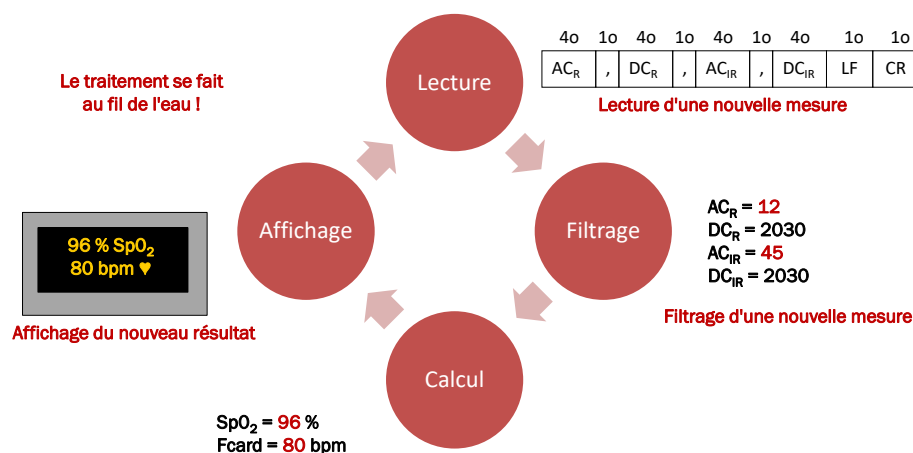 4o 1o 4o 1o 4o 1o 4o 1o 1o
AC_R , DC_R , AC_IR , DC_IR LF CR
Lecture d'une nouvelle mesure
Le traitement se fait
au fil de l'eau !
Lecture
Affichage
Filtrage
Calcul
96 % SpO₂
80 bpm ♥
Affichage du nouveau résultat
AC_R = 12
DC_R = 2030
AC_IR = 45
DC_IR = 2030
Filtrage d'une nouvelle mesure
SpO₂ = 96 %
Fcard = 80 bpm